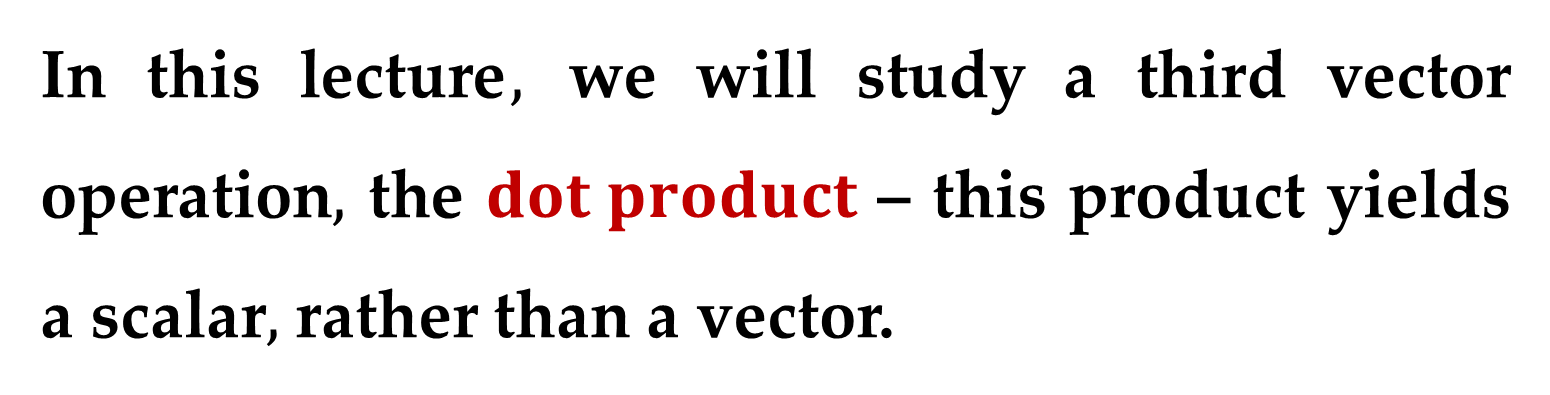 In this lecture, we will study a third vector
operation, the dot product – this product yields
a scalar, rather than a vector.